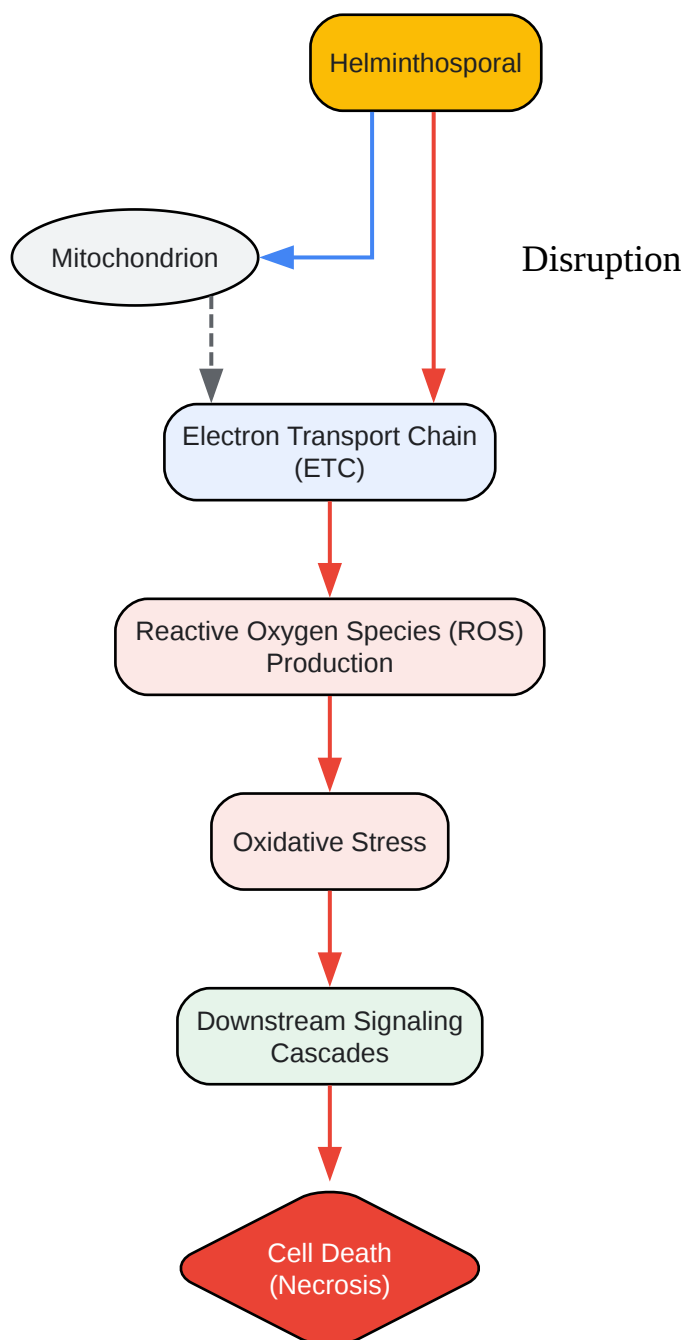 Helminthosporal
Mitochondrion
Disruption
Electron Transport Chain
(ETC)
Reactive Oxygen Species (ROS)
Production
Oxidative Stress
Downstream Signaling
Cascades
Cell Death
(Necrosis)